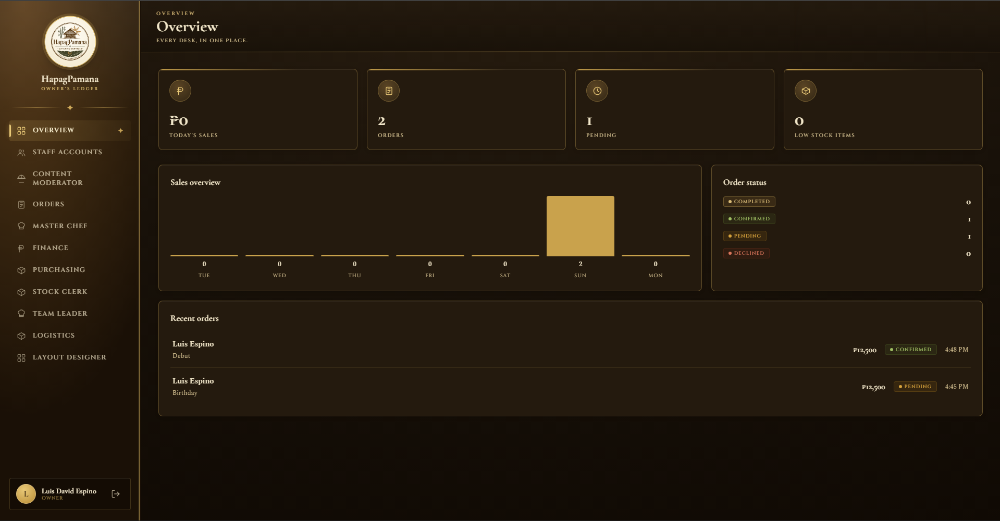 HapagPamana
CATERING SERVICES
HapagPamana
OWNER'S LEDGER
OVERVIEW
STAFF ACCOUNTS
CONTENT
MODERATOR
ORDERS
MASTER CHEF
FINANCE
PURCHASING
STOCK CLERK
TEAM LEADER
LOGISTICS
LAYOUT DESIGNER
L
Luis David Espino
OWNER
OVERVIEW
Overview
EVERY DESK, IN ONE PLACE.
₱0
TODAY'S SALES
2
ORDERS
1
PENDING
0
LOW STOCK ITEMS
Sales overview
0 0 0 0 0 2 0
TUE WED THU FRI SAT SUN MON
Order status
COMPLETED 0
CONFIRMED 1
PENDING 1
DECLINED 0
Recent orders
Luis Espino
Debut
₱12,500 CONFIRMED 4:48 PM
Luis Espino
Birthday
₱12,500 PENDING 4:45 PM